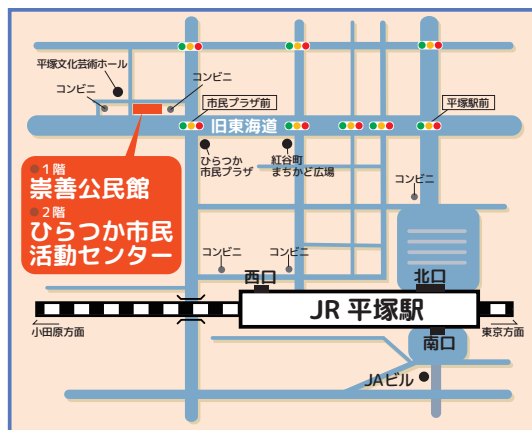 平塚文化芸術ホール
コンビニ
コンビニ
市民プラザ前
平塚駅前
旧東海道
ひらつか
市民プラザ
紅谷町
まちかど広場
●1階
崇善公民館
●2階
ひらつか市民
活動センター
コンビニ
コンビニ
コンビニ
西口
北口
JR 平塚駅
小田原方面
東京方面
南口
JAビル